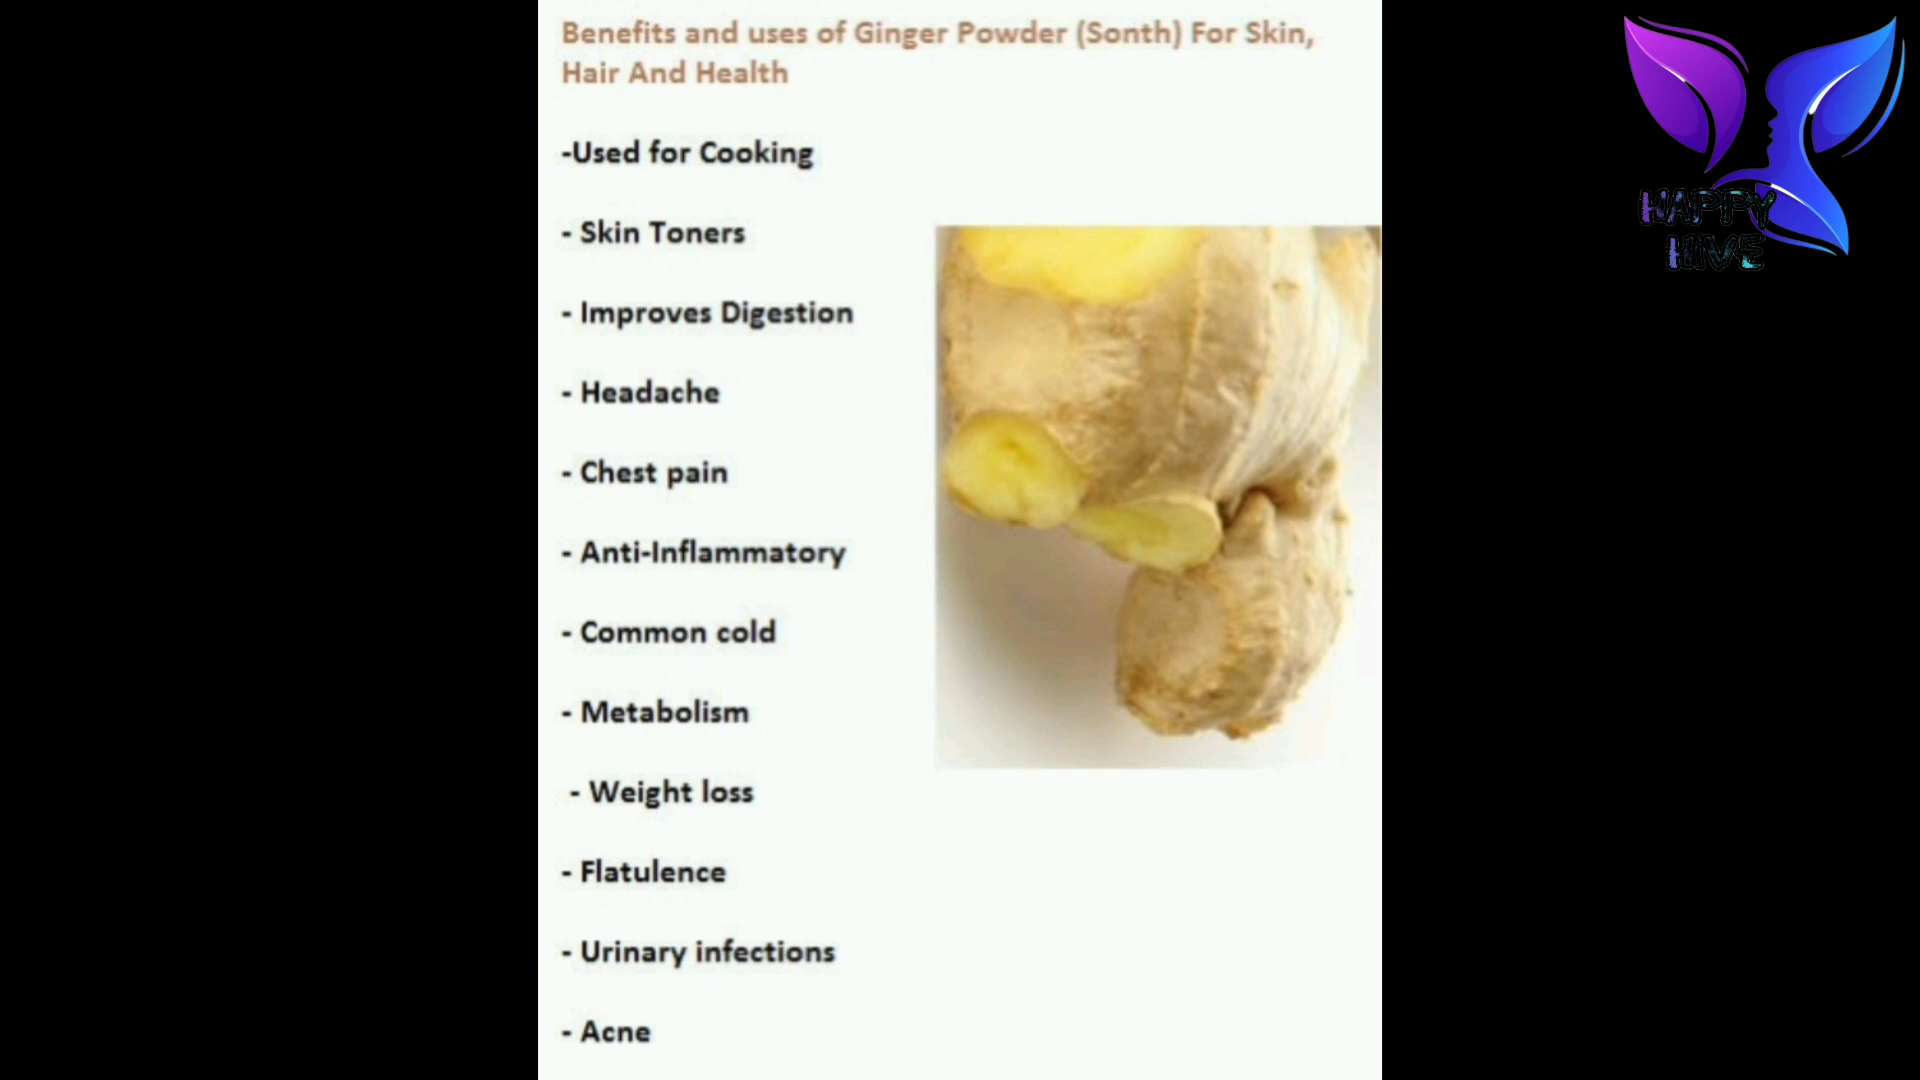 Benefits and uses of Ginger Powder (Sonth) For Skin,
Hair And Health
-Used for Cooking
- Skin Toners
- Improves Digestion
- Headache
- Chest pain
- Anti-Inflammatory
- Common cold
- Metabolism
- Weight loss
- Flatulence
- Urinary infections
- Acne
HAPPY
HIVE